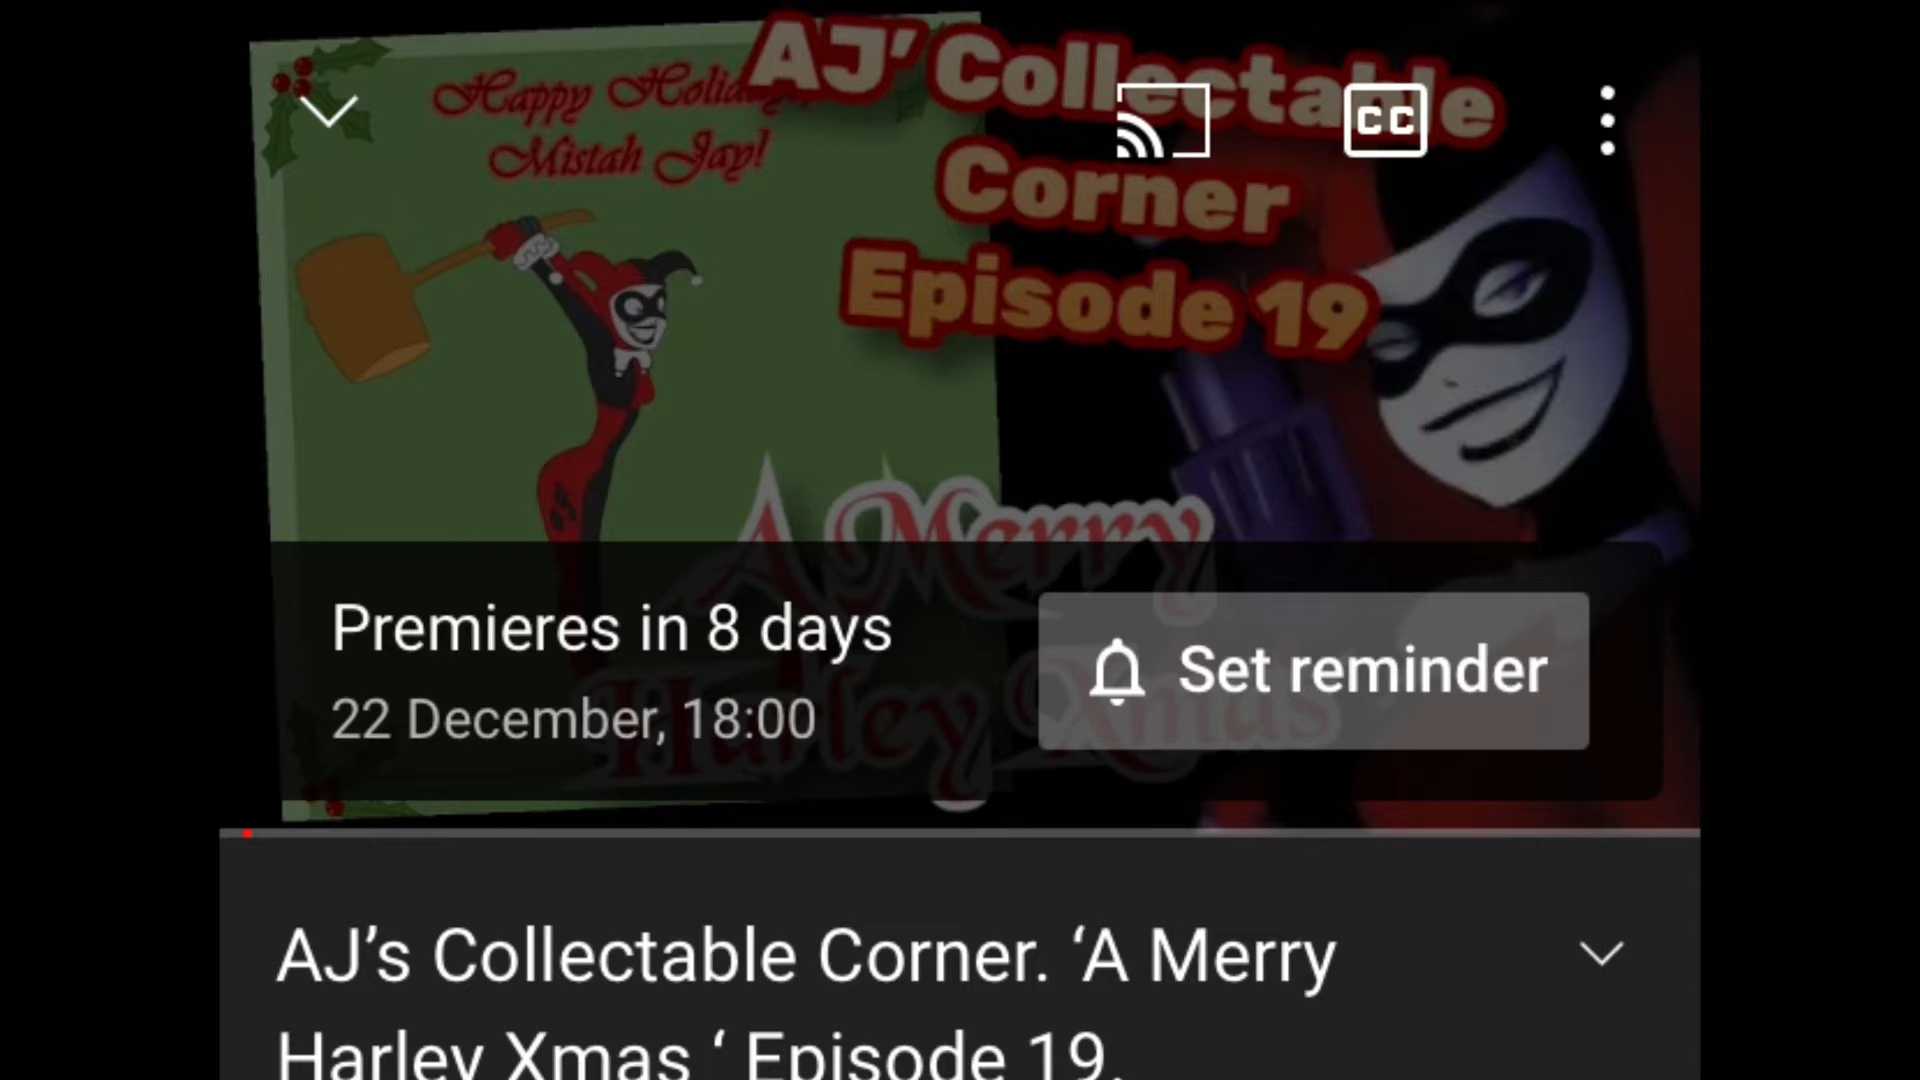 Happy Holidays
Mistah Jay!
AJ' Collectable
Corner
Episode 19
CC
A Merry
Harley Xmas
Premieres in 8 days
22 December, 18:00
Set reminder
AJ’s Collectable Corner. ‘A Merry
Harley Xmas ‘ Episode 19.